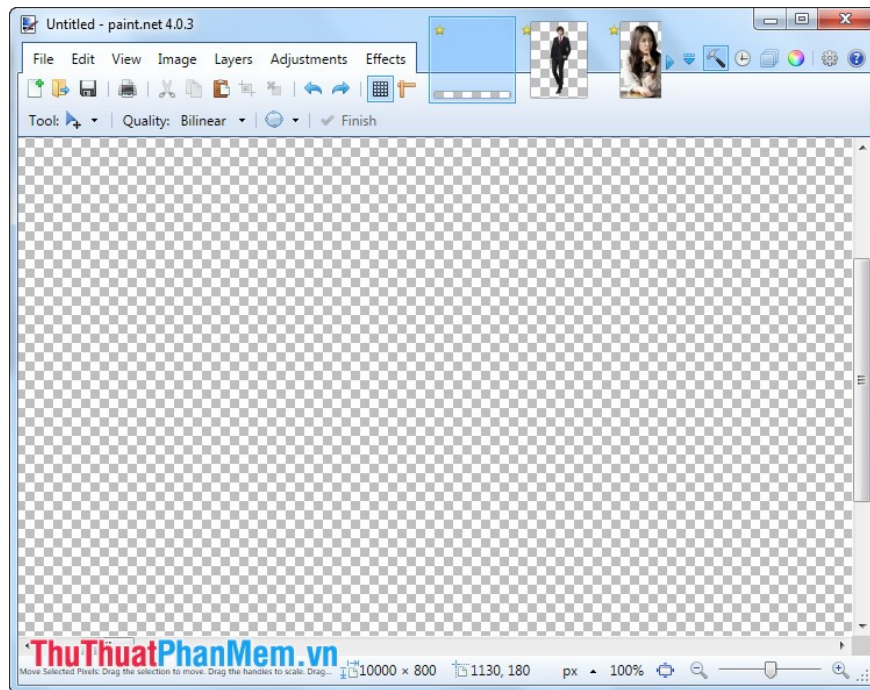 Untitled - paint.net 4.0.3
File Edit View Image Layers Adjustments Effects
Tool: Quality: Bilinear Finish
ThuThuatPhanMem.vn
Move Selected Pixels: Drag the selection to move. Drag the handles to scale. Drag... 10000 × 800 1130, 180 px 100%